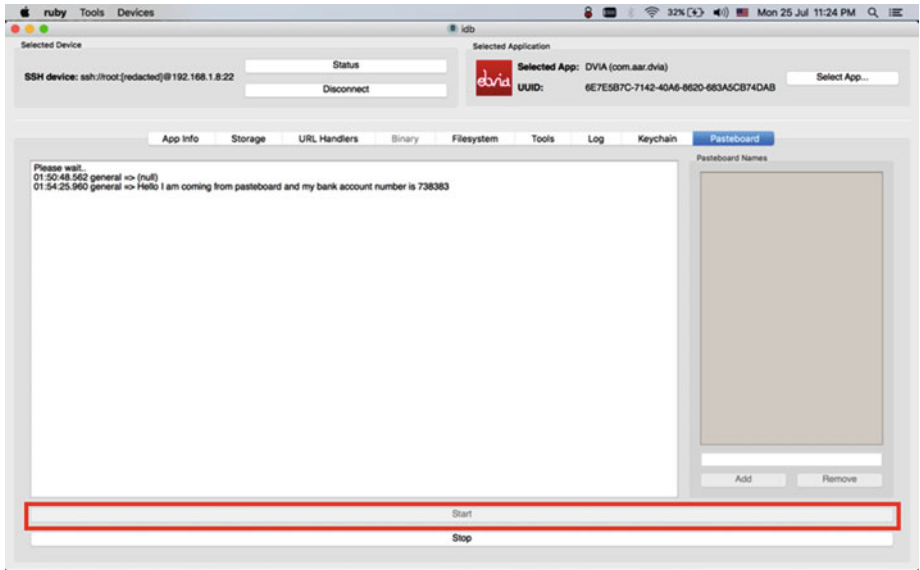 ruby Tools Devices 32% Mon 25 Jul 11:24 PM
idb
Selected Device
Selected Application
SSH device: ssh://root:[redacted]@192.168.1.8:22
Status
Disconnect
dvia
Selected App: DVIA (com.aar.dvia)
UUID: 6E7E5B7C-7142-40A6-8620-683A5CB74DAB
Select App...
App Info Storage URL Handlers Binary Filesystem Tools Log Keychain Pasteboard
Please wait..
01:50:48.562 general => (null)
01:54:25.960 general => Hello I am coming from pasteboard and my bank account number is 738383
Pasteboard Names
Add Remove
Start
Stop